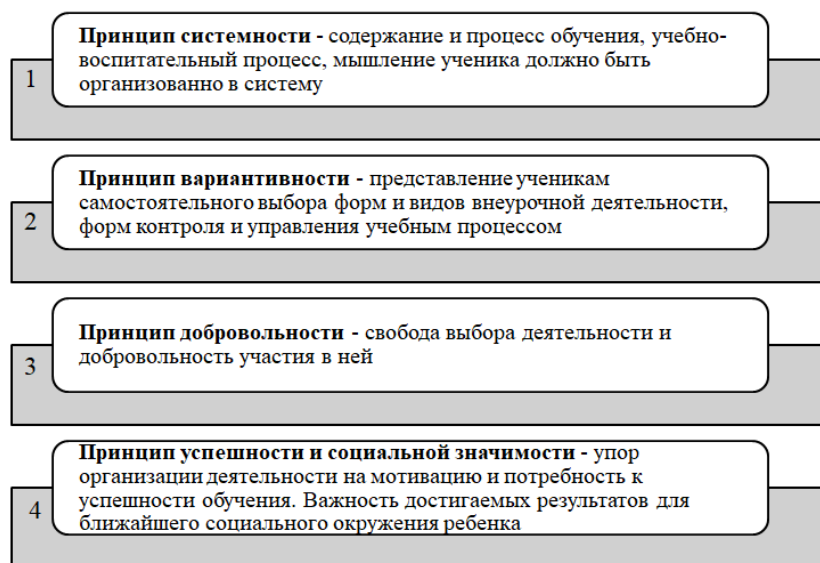 1
Принцип системности - содержание и процесс обучения, учебно-
воспитательный процесс, мышление ученика должно быть
организованно в систему
2
Принцип вариантивности - представление ученикам
самостоятельного выбора форм и видов внеурочной деятельности,
форм контроля и управления учебным процессом
3
Принцип добровольности - свобода выбора деятельности и
добровольность участия в ней
4
Принцип успешности и социальной значимости - упор
организации деятельности на мотивацию и потребность к
успешности обучения. Важность достигаемых результатов для
ближайшего социального окружения ребенка